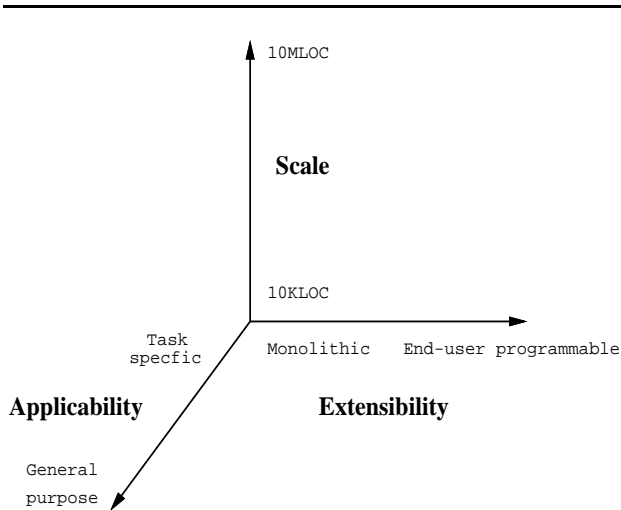 10MLOC
Scale
10KLOC
Task
specfic
Monolithic
End-user programmable
Applicability
Extensibility
General
purpose